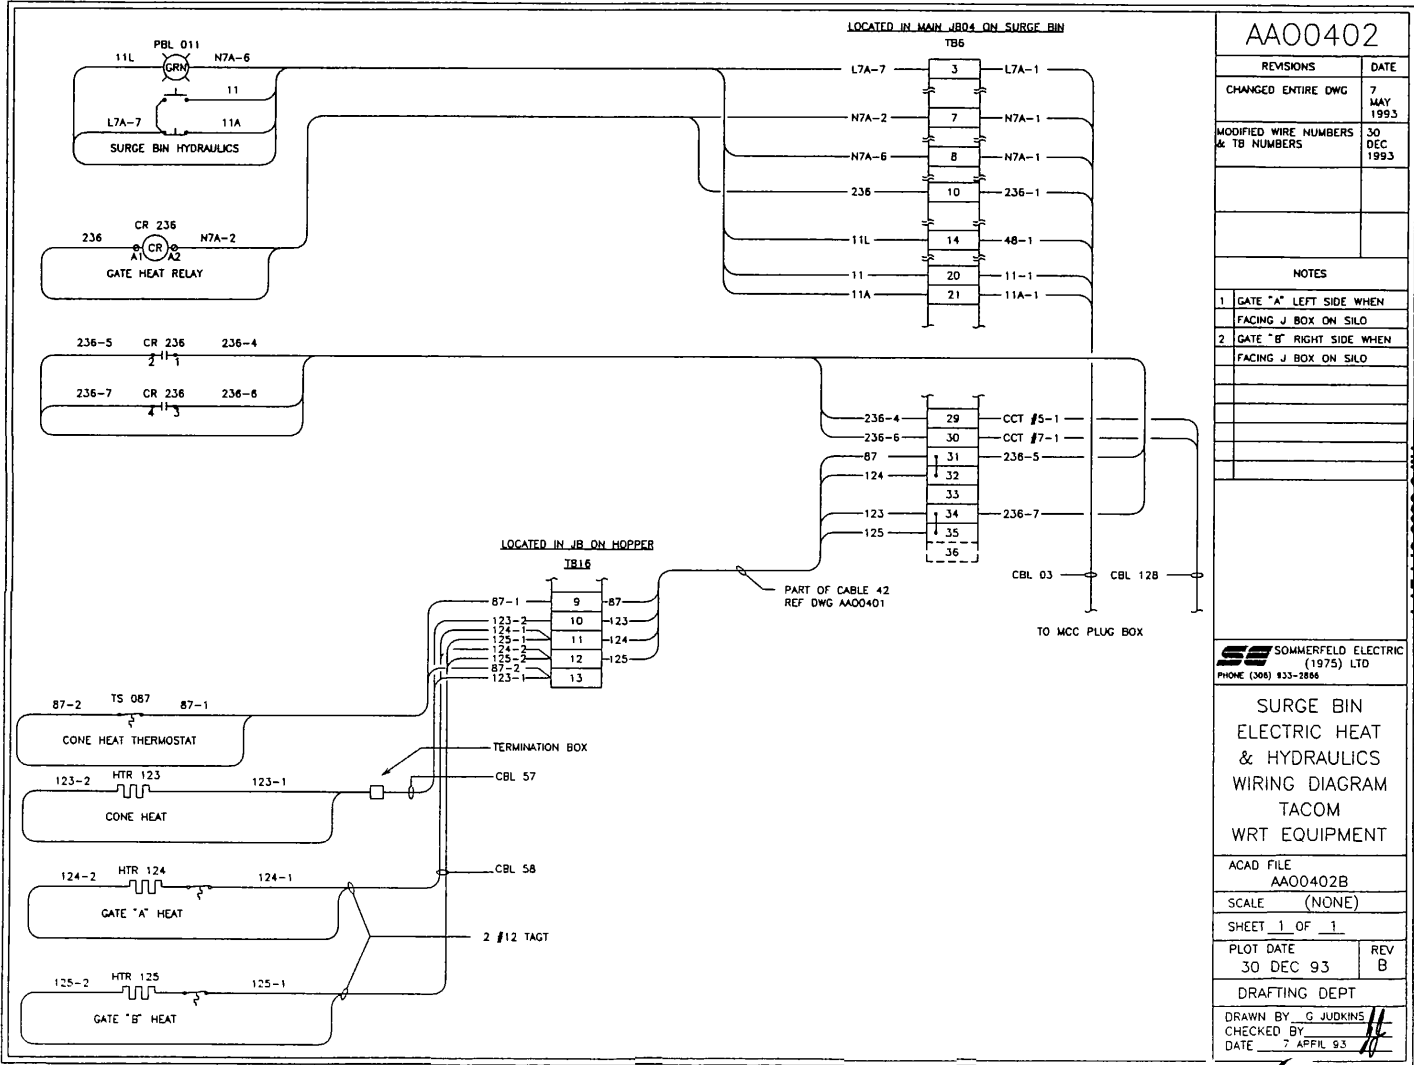 LOCATED IN MAIN JB04 ON SURGE BIN
TB6
PBL 011
11L
GRN
N7A-6
11
L7A-7
11A
SURGE BIN HYDRAULICS
L7A-7
3
L7A-1
N7A-2
7
N7A-1
N7A-6
8
N7A-1
236
10
236-1
11L
14
48-1
11
20
11-1
11A
21
11A-1
CR 236
236
CR
N7A-2
A1
A2
GATE HEAT RELAY
236-5
CR 236
236-4
2
1
236-7
CR 236
236-6
4
3
236-4
29
CCT #5-1
236-6
30
CCT #7-1
87
31
236-5
124
32
33
123
34
236-7
125
35
36
CBL 03
CBL 128
TO MCC PLUG BOX
LOCATED IN JB ON HOPPER
TB16
PART OF CABLE 42
REF DWG AA00401
87-1
9
87
123-2
10
123
124-1
125-1
11
124
124-2
125-2
12
125
87-2
123-1
13
87-2
TS 087
87-1
CONE HEAT THERMOSTAT
TERMINATION BOX
CBL 57
123-2
HTR 123
123-1
CONE HEAT
CBL 58
124-2
HTR 124
124-1
GATE "A" HEAT
2 #12 TAGT
125-2
HTR 125
125-1
GATE "B" HEAT
AA00402
REVISIONS
DATE
CHANGED ENTIRE DWG
7
MAY
1993
MODIFIED WIRE NUMBERS
& TB NUMBERS
30
DEC
1993
NOTES
1 GATE "A" LEFT SIDE WHEN
FACING J BOX ON SILO
2 GATE "B" RIGHT SIDE WHEN
FACING J BOX ON SILO
SE
SOMMERFELD ELECTRIC
(1975) LTD
PHONE (306) 933-2866
SURGE BIN
ELECTRIC HEAT
& HYDRAULICS
WIRING DIAGRAM
TACOM
WRT EQUIPMENT
ACAD FILE
AA00402B
SCALE (NONE)
SHEET 1 OF 1
PLOT DATE
30 DEC 93
REV
B
DRAFTING DEPT
DRAWN BY G JUDKINS
CHECKED BY
DATE 7 APRIL 93